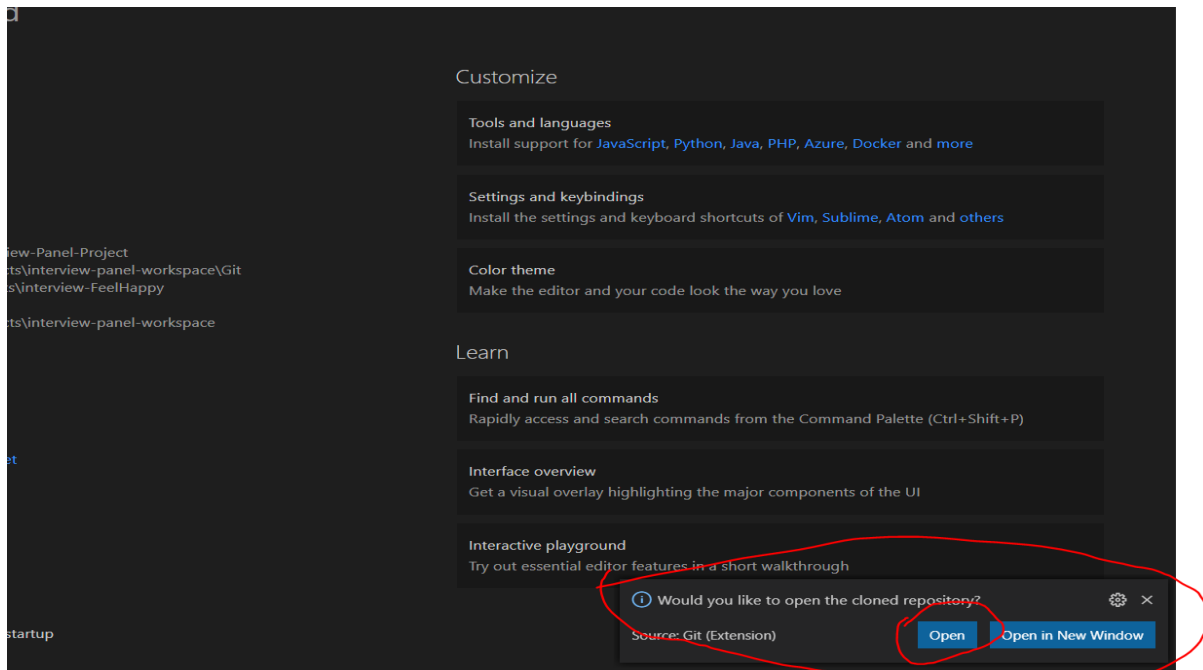 d
Customize
Tools and languages
Install support for JavaScript, Python, Java, PHP, Azure, Docker and more
Settings and keybindings
Install the settings and keyboard shortcuts of Vim, Sublime, Atom and others
iew-Panel-Project
cts\interview-panel-workspace\Git
s\interview-FeelHappy
cts\interview-panel-workspace
Color theme
Make the editor and your code look the way you love
Learn
Find and run all commands
Rapidly access and search commands from the Command Palette (Ctrl+Shift+P)
et
Interface overview
Get a visual overlay highlighting the major components of the UI
Interactive playground
Try out essential editor features in a short walkthrough
startup
Would you like to open the cloned repository?
Source: Git (Extension)
Open
Open in New Window